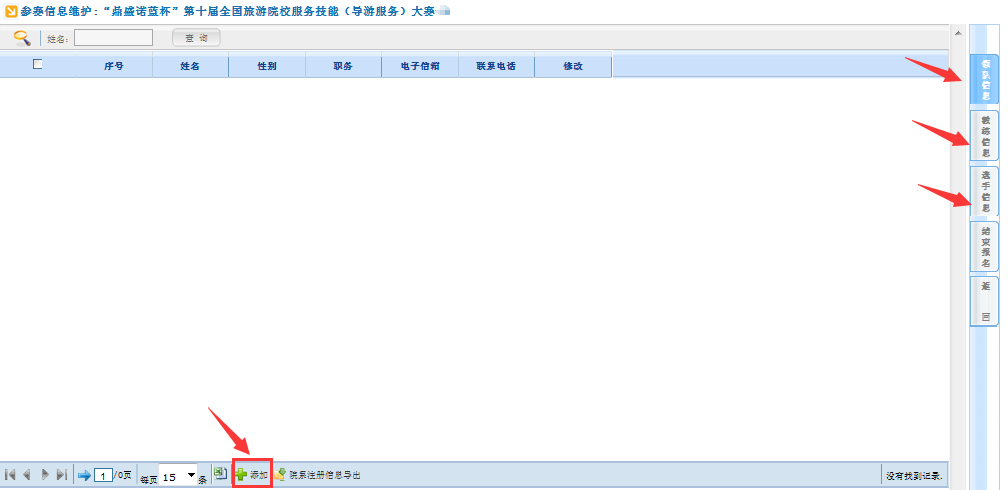 参赛信息维护：“鼎盛诺蓝杯”第十届全国旅游院校服务技能（导游服务）大赛
姓名： 查 询
序号 姓名 性别 职务 电子信箱 联系电话 修改
领队信息
教练信息
选手信息
结束报名
返 回
1 /0页 每页 15 条 添加 院系注册信息导出 没有找到记录.